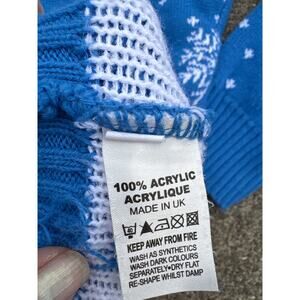 100% ACRYLIC
ACRYLIQUE
MADE IN UK
KEEP AWAY FROM FIRE
WASH AS SYNTHETICS
WASH DARK COLOURS
SEPARATELY•DRY FLAT
RE-SHAPE WHILST DAMP